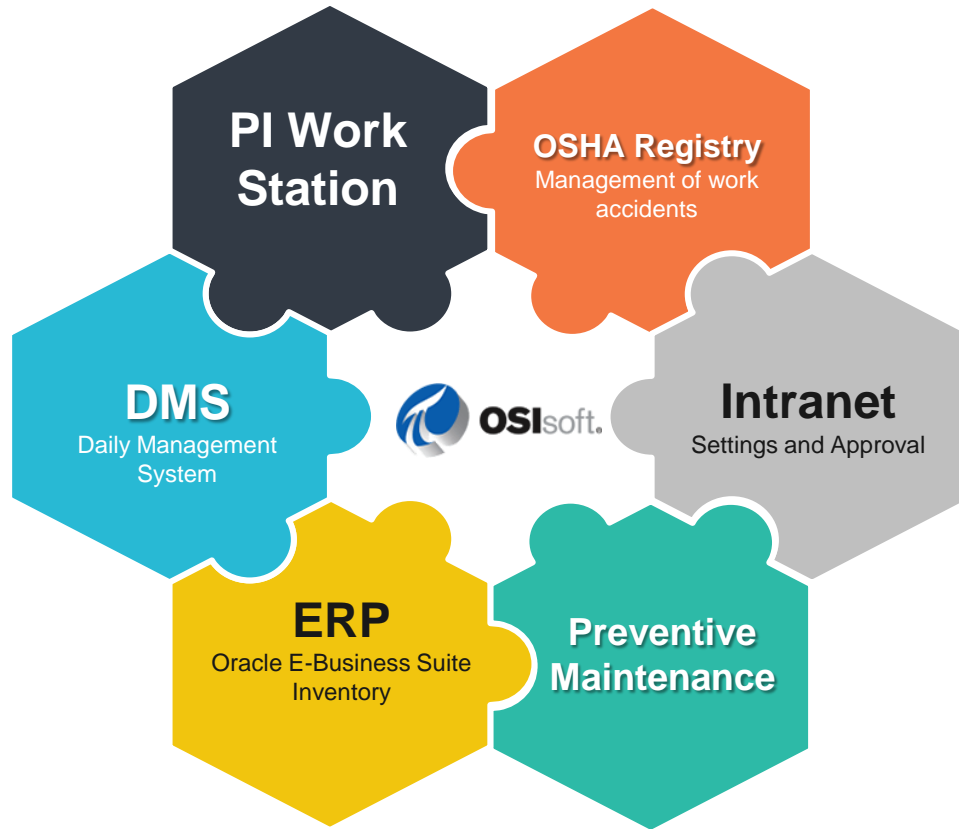 PI Work
Station
OSHA Registry
Management of work
accidents
DMS
Daily Management
System
OSIsoft.
Intranet
Settings and Approval
ERP
Oracle E-Business Suite
Inventory
Preventive
Maintenance